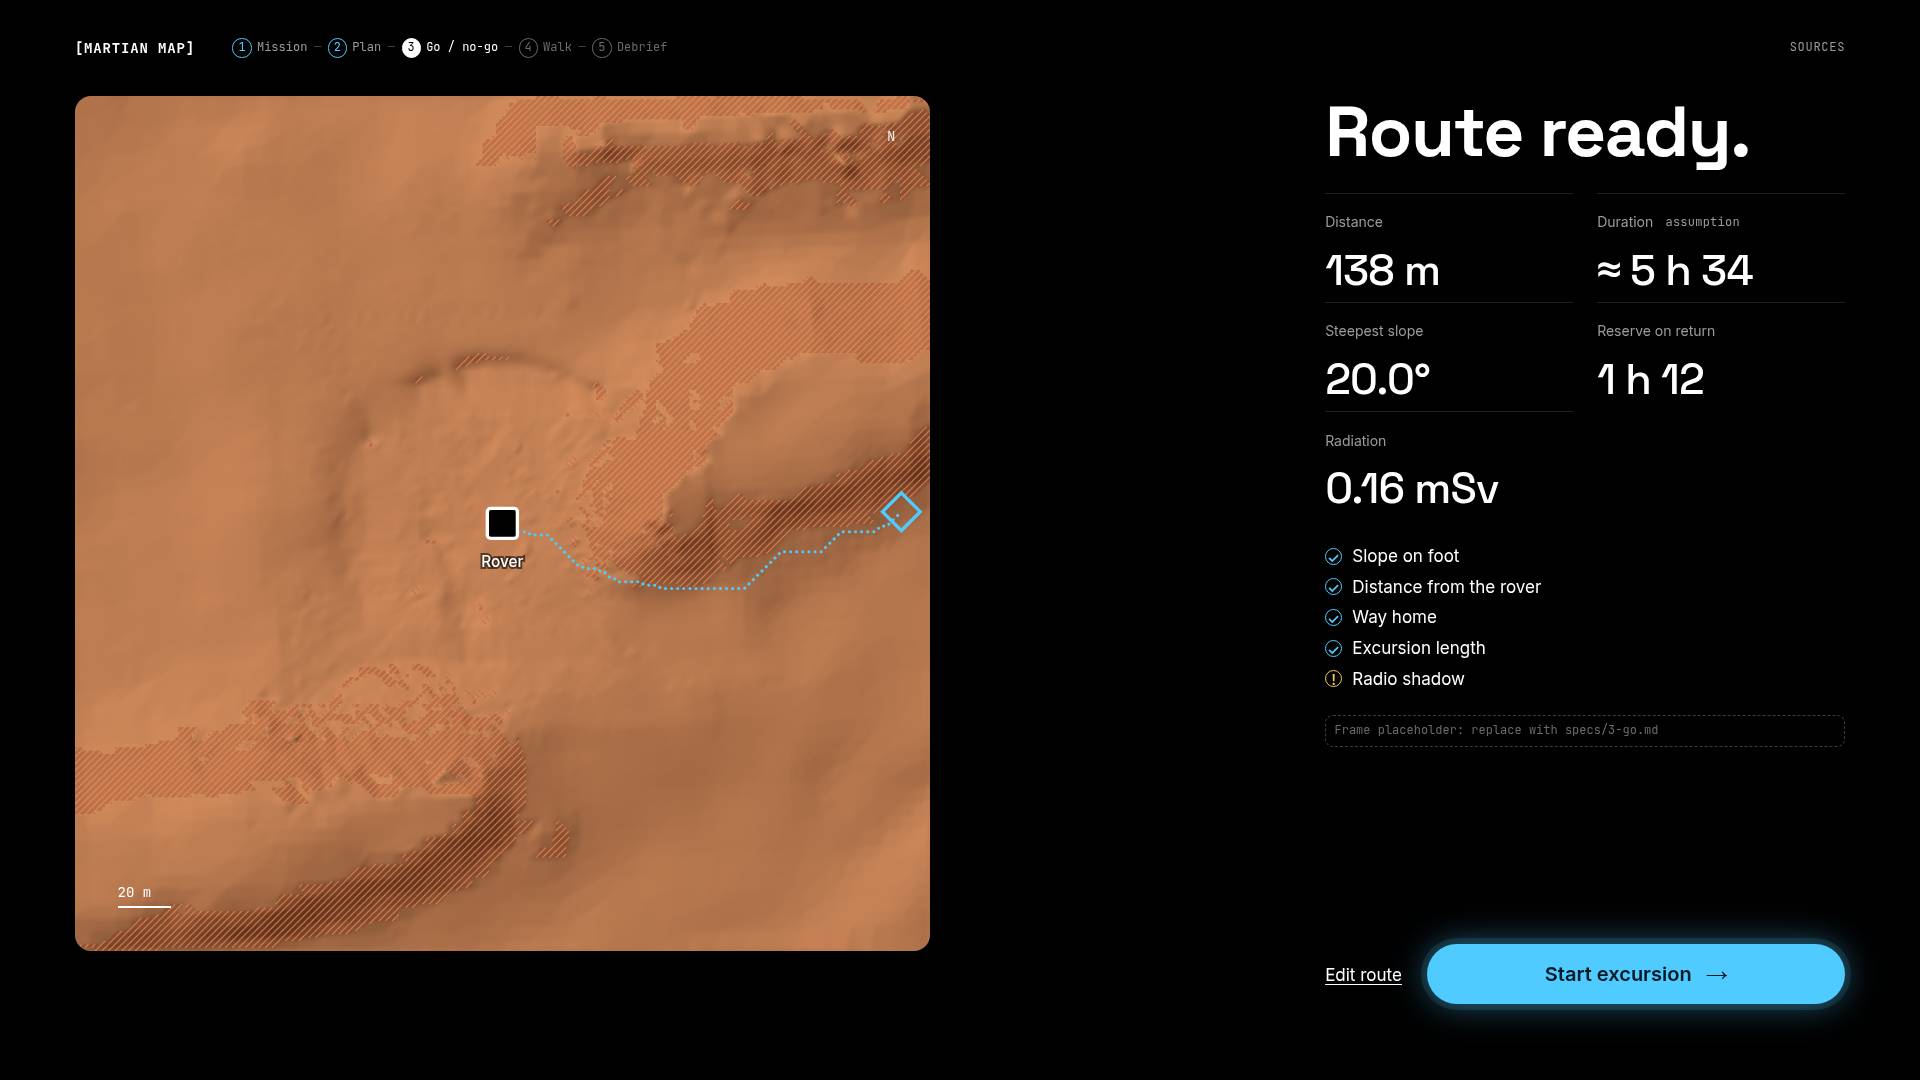 [MARTIAN MAP] 1 Mission — 2 Plan — 3 Go / no-go — 4 Walk — 5 Debrief SOURCES
N
Rover
20 m
Route ready.
Distance
138 m
Duration assumption
≈ 5 h 34
Steepest slope
20.0°
Reserve on return
1 h 12
Radiation
0.16 mSv
Slope on foot
Distance from the rover
Way home
Excursion length
Radio shadow
Frame placeholder: replace with specs/3-go.md
Edit route
Start excursion →